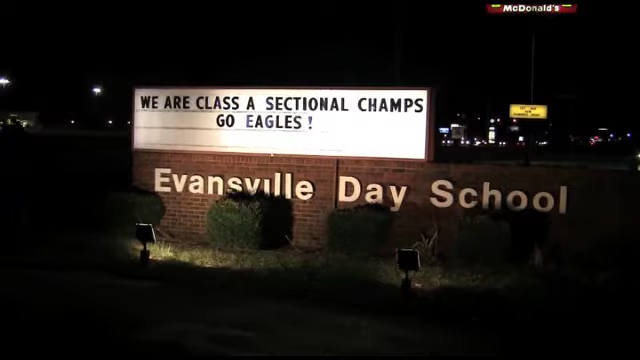 McDonald's
WE ARE CLASS A SECTIONAL CHAMPS
GO EAGLES!
Evansville Day School